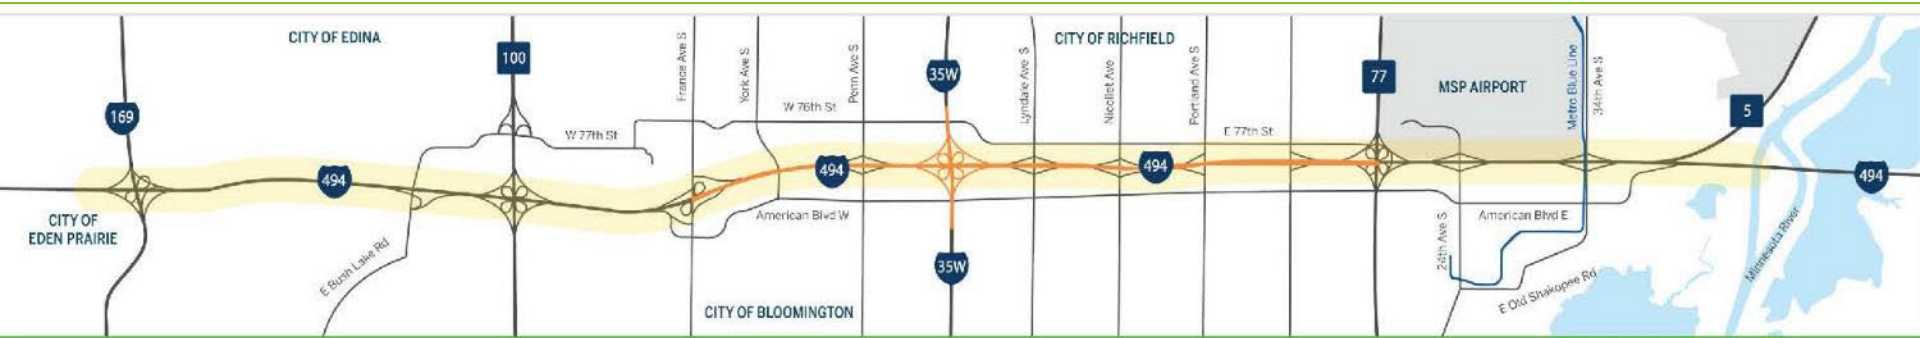 CITY OF EDINA
100
France Ave S
York Ave S
Penn Ave S
35W
Lyndale Ave S
CITY OF RICHFIELD
Nicollet Ave
Portland Ave S
77
MSP AIRPORT
Metro Blue Line
34th Ave S
5
169
W 77th St
W 76th St
E 77th St
494
494
494
494
CITY OF
EDEN PRAIRIE
E Bush Lake Rd
American Blvd W
35W
CITY OF BLOOMINGTON
24th Ave S
American Blvd E
E Old Shakopee Rd
Minnesota River